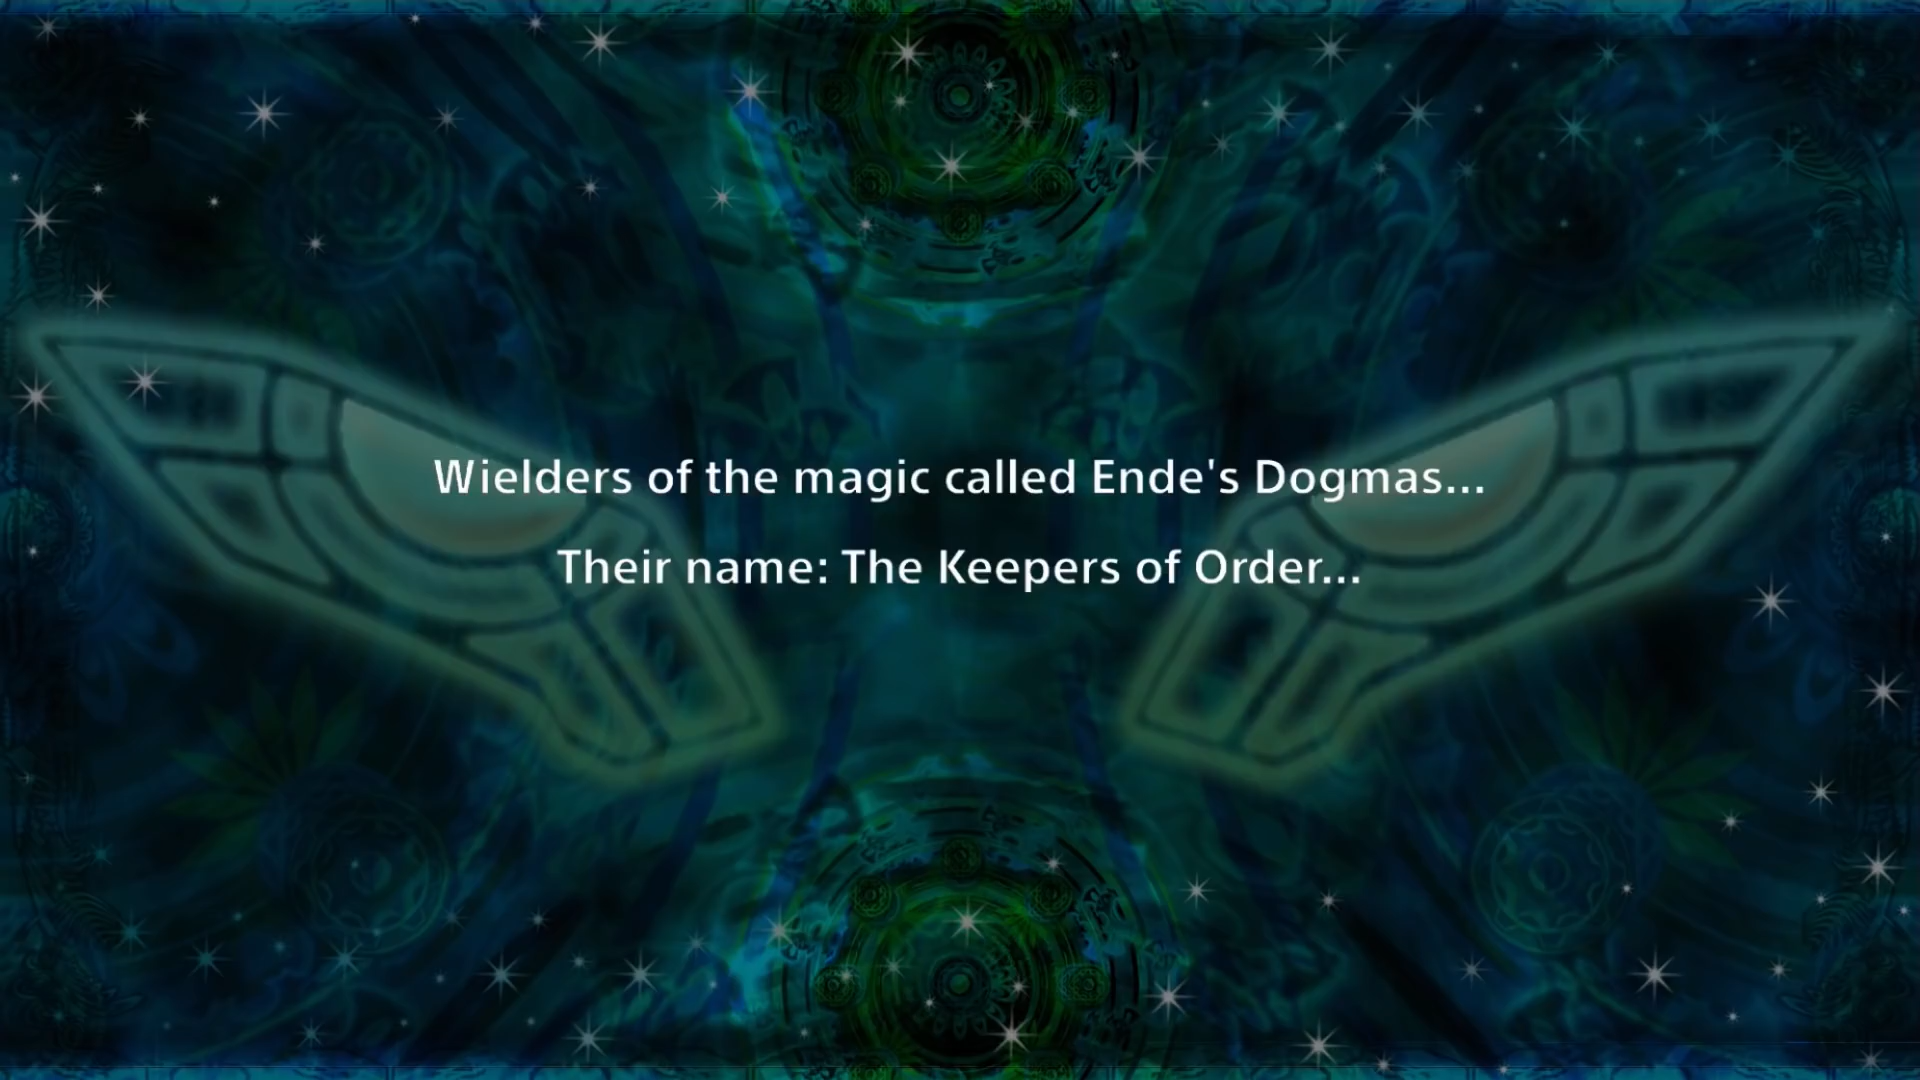 Wielders of the magic called Ende's Dogmas...
Their name: The Keepers of Order...